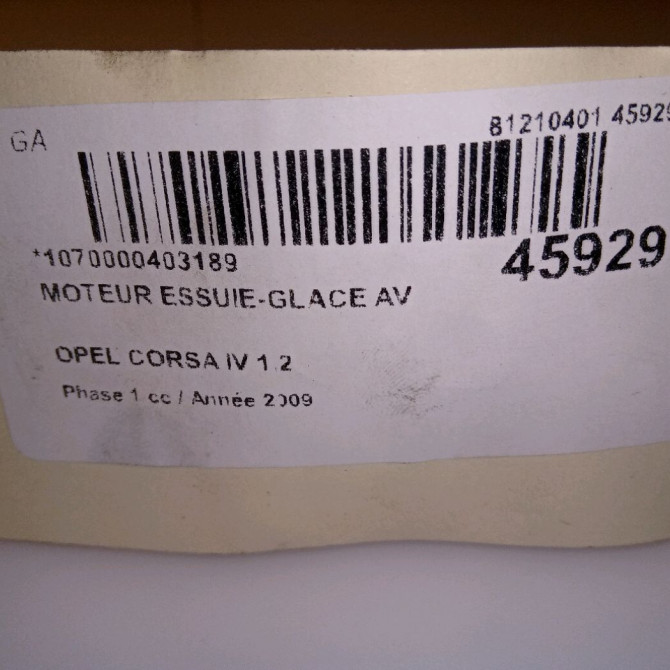 GA
81210401 45929
*1070000403189
45929
MOTEUR ESSUIE-GLACE AV
OPEL CORSA IV 1.2
Phase 1 cc / Année 2009